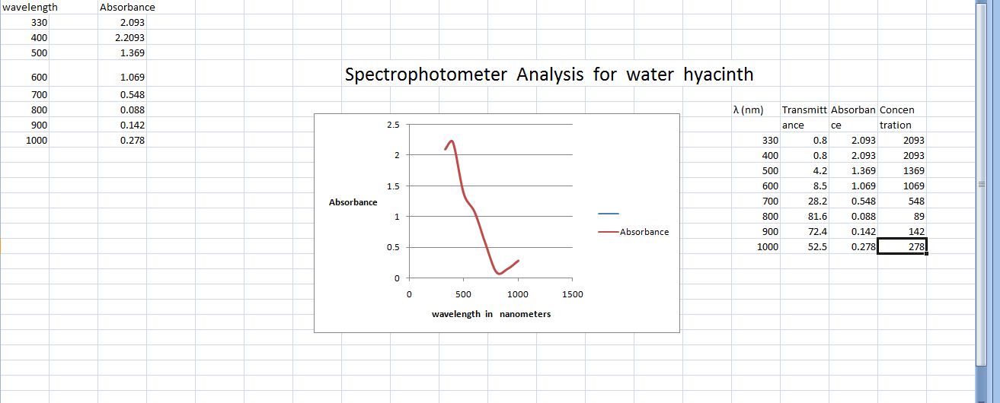 wavelength Absorbance
330 2.093
400 2.2093
500 1.369
600 1.069
700 0.548
800 0.088
900 0.142
1000 0.278
Spectrophotometer Analysis for water hyacinth
2.5
2
1.5
1
0.5
0
Absorbance
0 500 1000 1500
wavelength in nanometers
Absorbance
λ (nm) Transmitt Absorban Concen
ance ce tration
330 0.8 2.093 2093
400 0.8 2.093 2093
500 4.2 1.369 1369
600 8.5 1.069 1069
700 28.2 0.548 548
800 81.6 0.088 89
900 72.4 0.142 142
1000 52.5 0.278 278